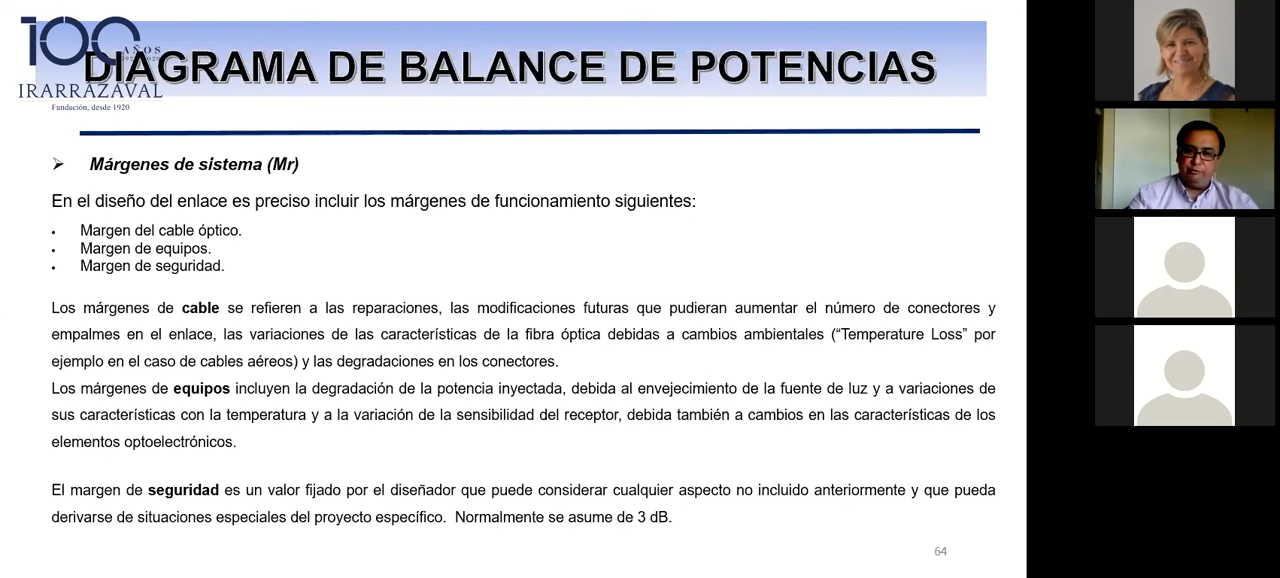 100
AÑOS
IRARRÁZAVAL
Fundación, desde 1920
DIAGRAMA DE BALANCE DE POTENCIAS
➢ Márgenes de sistema (Mr)
En el diseño del enlace es preciso incluir los márgenes de funcionamiento siguientes:
• Margen del cable óptico.
• Margen de equipos.
• Margen de seguridad.
Los márgenes de cable se refieren a las reparaciones, las modificaciones futuras que pudieran aumentar el número de conectores y
empalmes en el enlace, las variaciones de las características de la fibra óptica debidas a cambios ambientales (“Temperature Loss” por
ejemplo en el caso de cables aéreos) y las degradaciones en los conectores.
Los márgenes de equipos incluyen la degradación de la potencia inyectada, debida al envejecimiento de la fuente de luz y a variaciones de
sus características con la temperatura y a la variación de la sensibilidad del receptor, debida también a cambios en las características de los
elementos optoelectrónicos.
El margen de seguridad es un valor fijado por el diseñador que puede considerar cualquier aspecto no incluido anteriormente y que pueda
derivarse de situaciones especiales del proyecto específico. Normalmente se asume de 3 dB.
64